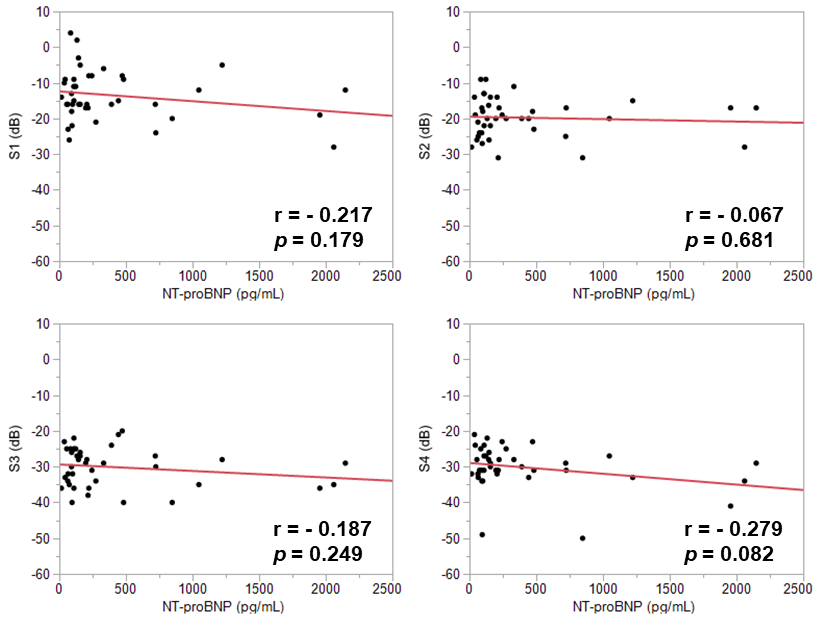 10
0
-10
-20
-30
-40
-50
-60
S1 (dB)
r = - 0.217
p = 0.179
0 500 1000 1500 2000 2500
NT-proBNP (pg/mL)
10
0
-10
-20
-30
-40
-50
-60
S2 (dB)
r = - 0.067
p = 0.681
0 500 1000 1500 2000 2500
NT-proBNP (pg/mL)
10
0
-10
-20
-30
-40
-50
-60
S3 (dB)
r = - 0.187
p = 0.249
0 500 1000 1500 2000 2500
NT-proBNP (pg/mL)
10
0
-10
-20
-30
-40
-50
-60
S4 (dB)
r = - 0.279
p = 0.082
0 500 1000 1500 2000 2500
NT-proBNP (pg/mL)